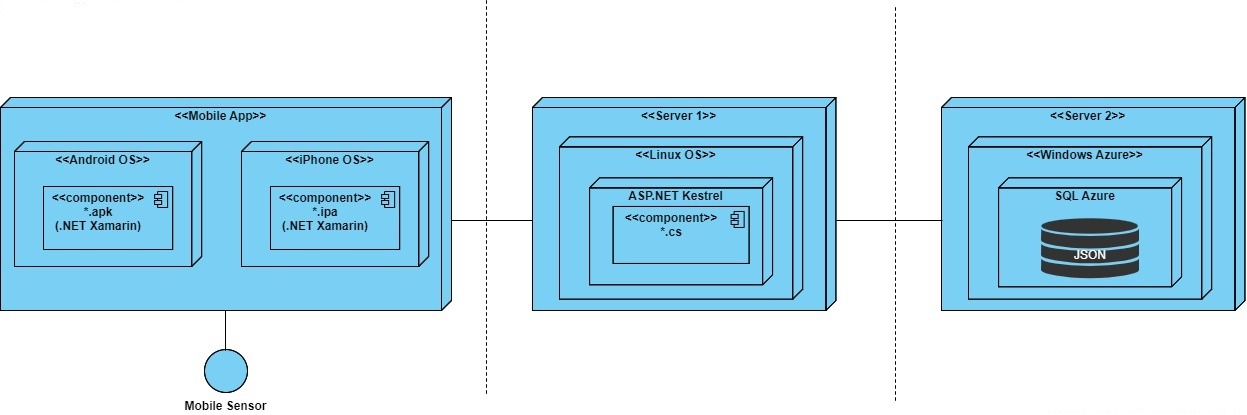 <<Mobile App>>
<<Android OS>>
<<component>>
*.apk
(.NET Xamarin)
<<iPhone OS>>
<<component>>
*.ipa
(.NET Xamarin)
Mobile Sensor
<<Server 1>>
<<Linux OS>>
ASP.NET Kestrel
<<component>>
*.cs
<<Server 2>>
<<Windows Azure>>
SQL Azure
JSON